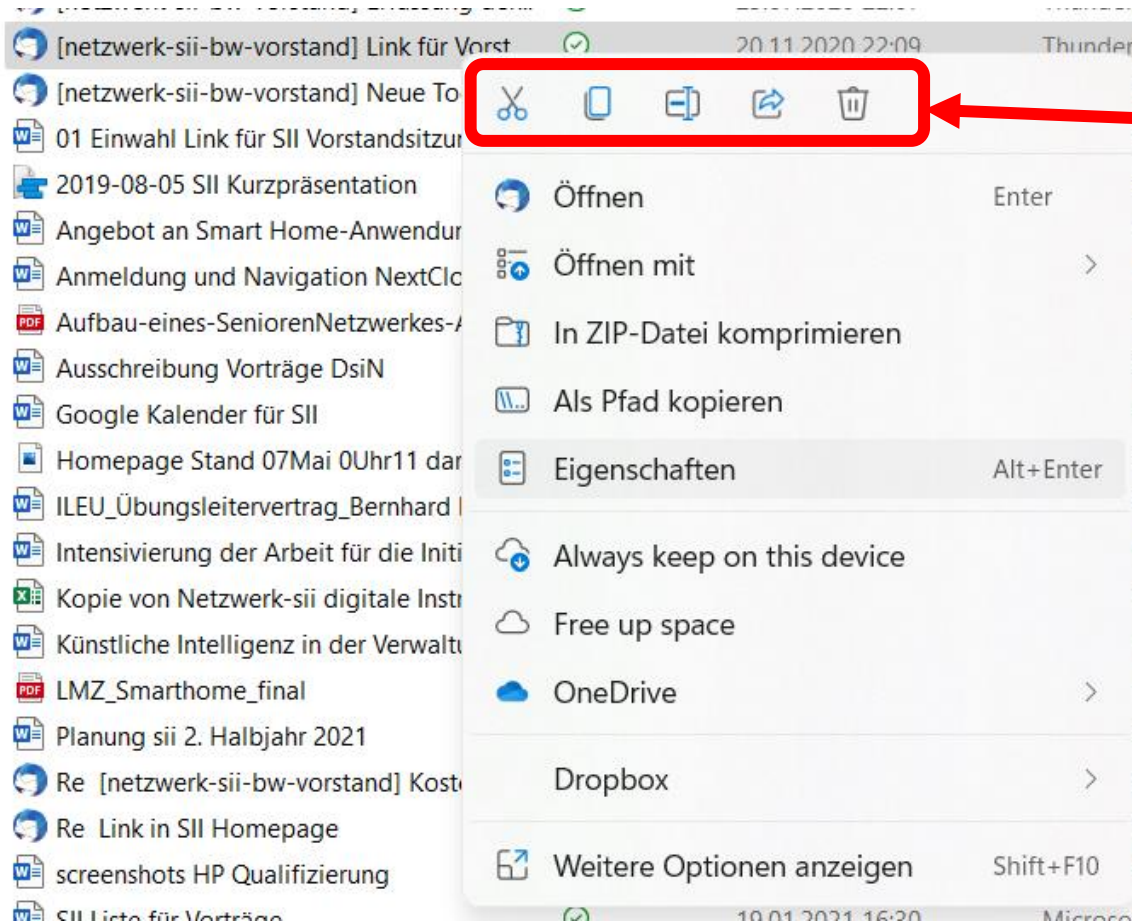 [netzwerk-sii-bw-vorstand] Link für Vorst 20.11.2020 22:09 Thunder
[netzwerk-sii-bw-vorstand] Neue To
01 Einwahl Link für SII Vorstandsitzu
2019-08-05 SII Kurzpräsentation
Angebot an Smart Home-Anwendu
Anmeldung und Navigation NextClo
Aufbau-eines-SeniorenNetzwerkes-
Ausschreibung Vorträge DsiN
Google Kalender für SII
Homepage Stand 07Mai 0Uhr11 dar
ILEU_Übungsleitervertrag_Bernhard
Intensivierung der Arbeit für die Initi
Kopie von Netzwerk-sii digitale Inst
Künstliche Intelligenz in der Verwalt
LMZ_Smarthome_final
Planung sii 2. Halbjahr 2021
Re [netzwerk-sii-bw-vorstand] Kost
Re Link in SII Homepage
screenshots HP Qualifizierung
SII Liste für Vorträge 19.01.2021 16:30 Microso
Öffnen Enter
Öffnen mit
In ZIP-Datei komprimieren
Als Pfad kopieren
Eigenschaften Alt+Enter
Always keep on this device
Free up space
OneDrive
Dropbox
Weitere Optionen anzeigen Shift+F10